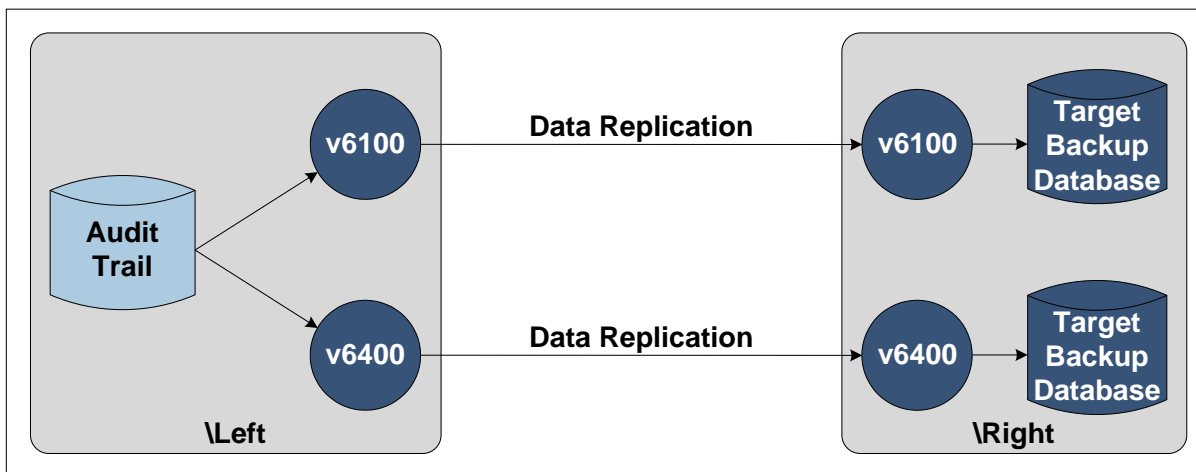 Audit
Trail
v6100
v6400
\Left
Data Replication
Data Replication
v6100
Target
Backup
Database
v6400
Target
Backup
Database
\Right